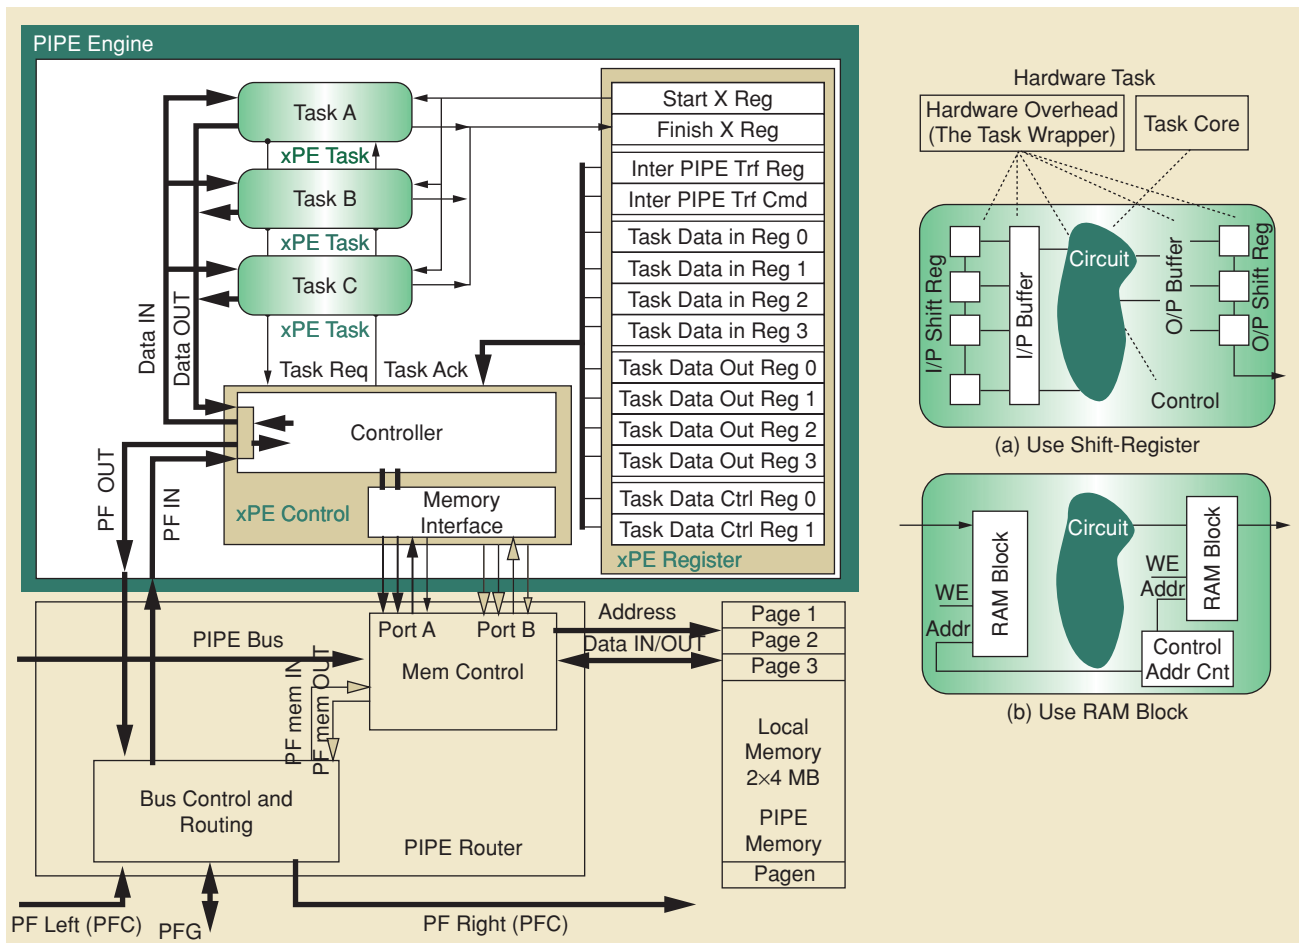 PIPE Engine
Task A
xPE Task
Task B
xPE Task
Task C
xPE Task
Data IN
Data OUT
Task Req
Task Ack
Controller
xPE Control
Memory
Interface
PF OUT
PF IN
Start X Reg
Finish X Reg
Inter PIPE Trf Reg
Inter PIPE Trf Cmd
Task Data in Reg 0
Task Data in Reg 1
Task Data in Reg 2
Task Data in Reg 3
Task Data Out Reg 0
Task Data Out Reg 1
Task Data Out Reg 2
Task Data Out Reg 3
Task Data Ctrl Reg 0
Task Data Ctrl Reg 1
xPE Register
PIPE Bus
Port A
Port B
Mem Control
Address
Data IN/OUT
PF mem IN
PF mem OUT
Bus Control and
Routing
PIPE Router
PF Left (PFC)
PFG
PF Right (PFC)
Page 1
Page 2
Page 3
Local
Memory
2×4 MB
PIPE
Memory
Pagen
Hardware Task
Hardware Overhead
(The Task Wrapper)
Task Core
I/P Shift Reg
I/P Buffer
Circuit
O/P Buffer
O/P Shift Reg
Control
(a) Use Shift-Register
WE
Addr
RAM Block
Circuit
WE
Addr
RAM Block
Control
Addr Cnt
(b) Use RAM Block